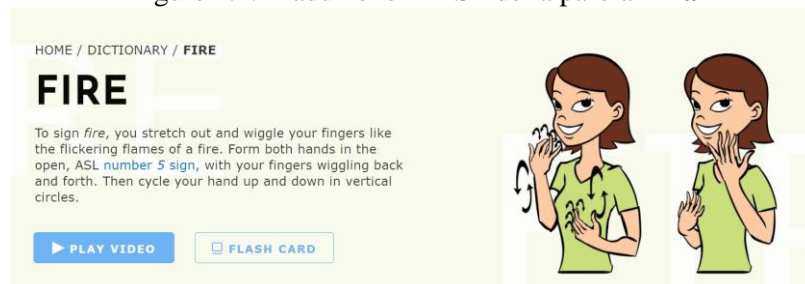 HOME / DICTIONARY / FIRE
FIRE
To sign fire, you stretch out and wiggle your fingers like
the flickering flames of a fire. Form both hands in the
open, ASL number 5 sign, with your fingers wiggling back
and forth. Then cycle your hand up and down in vertical
circles.
PLAY VIDEO
FLASH CARD